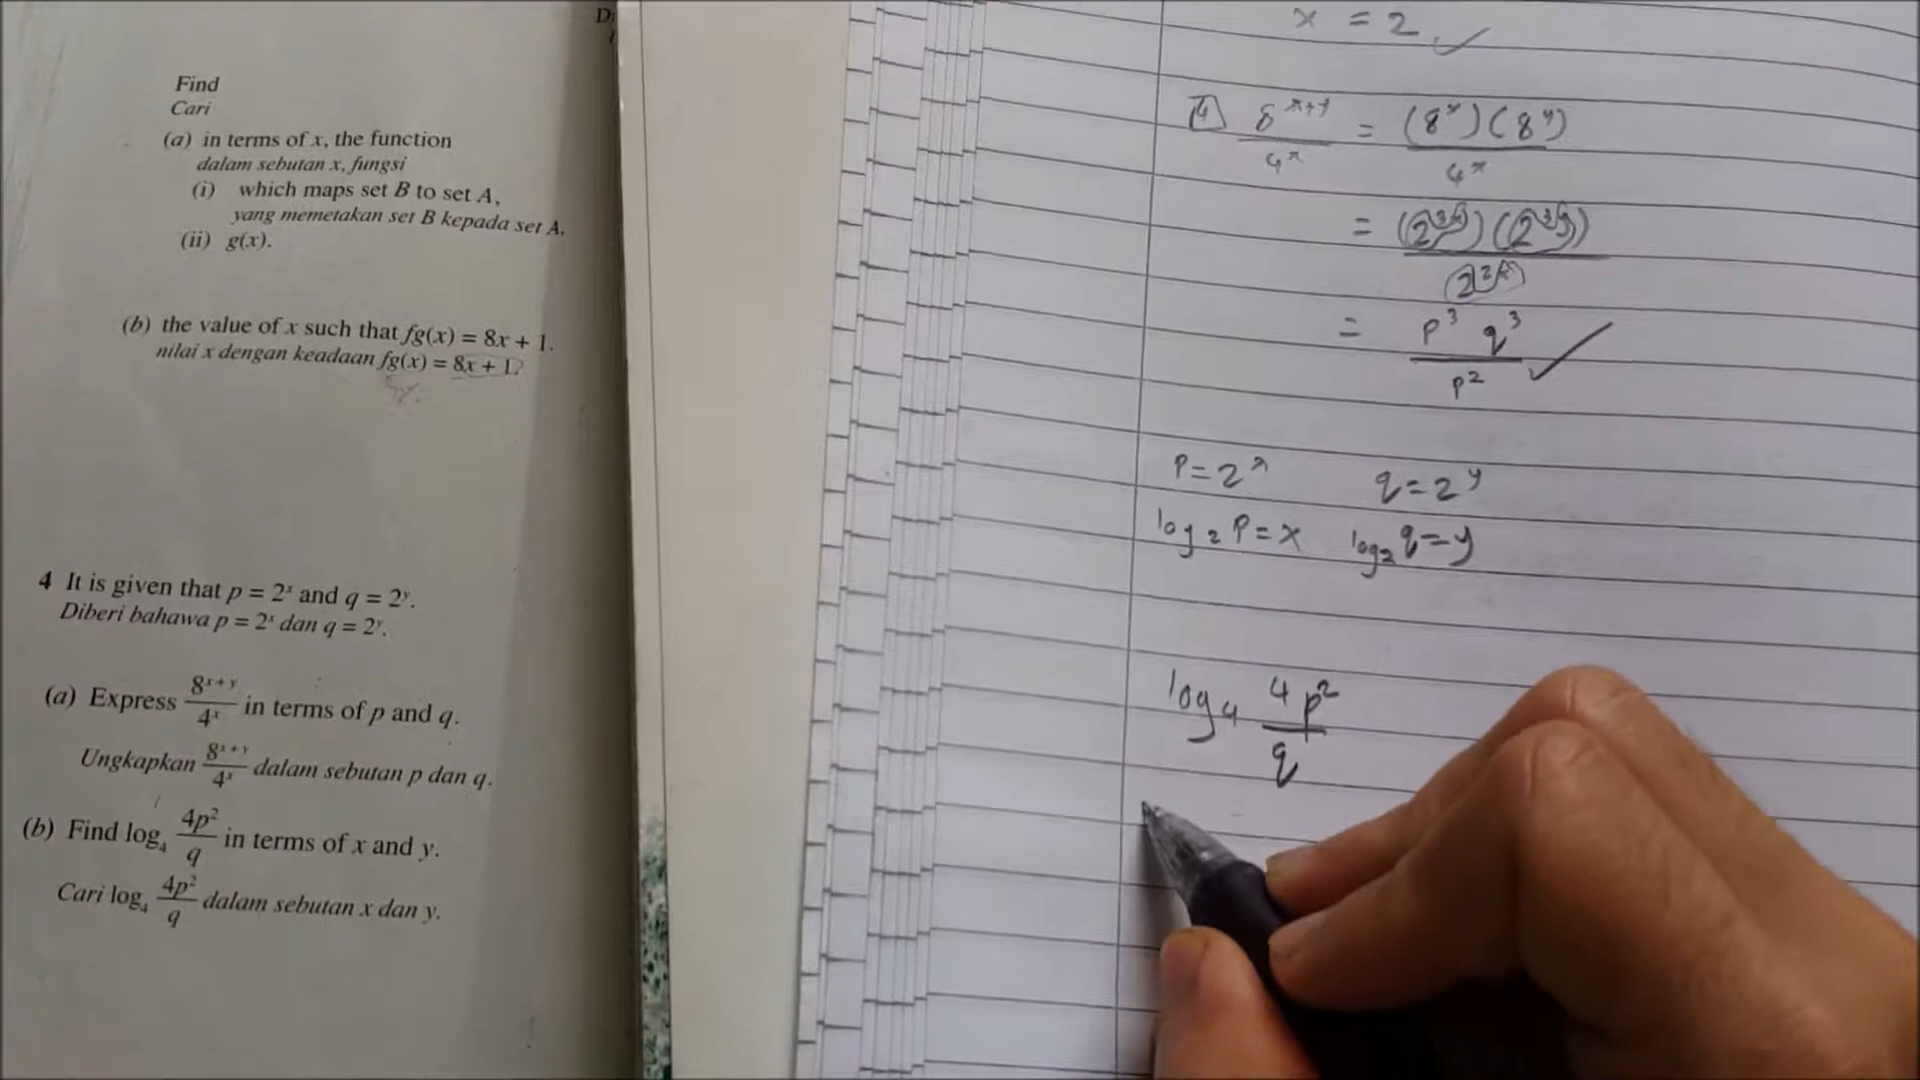 Find
Cari
(a) in terms of x, the function
dalam sebutan x, fungsi
(i) which maps set B to set A,
yang memetakan set B kepada set A,
(ii) g(x).
(b) the value of x such that fg(x) = 8x + 1.
nilai x dengan keadaan fg(x) = 8x + 1.
4 It is given that p = 2ˣ and q = 2ʸ.
Diberi bahawa p = 2ˣ dan q = 2ʸ.
(a) Express 8ˣ⁺ʸ/4ˣ in terms of p and q.
Ungkapkan 8ˣ⁺ʸ/4ˣ dalam sebutan p dan q.
(b) Find log₄ 4p²/q in terms of x and y.
Cari log₄ 4p²/q dalam sebutan x dan y.
x = 2 ✓
4 8ˣ⁺ʸ/4ˣ = (8ˣ)(8ʸ)/4ˣ
= (2³ˣ)(2³ʸ)/2²ˣ
= p³ q³/p² ✓
p = 2ˣ q = 2ʸ
log₂ p = x log₂ q = y
log₄ 4p²/q